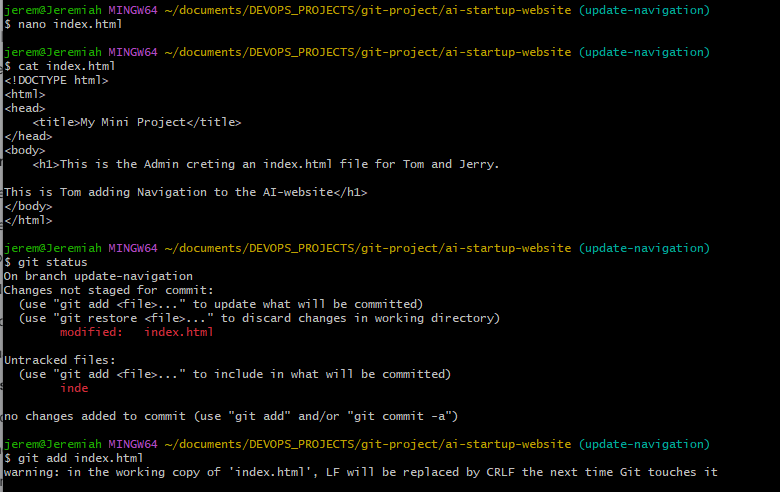 jerem@Jeremiah MINGW64 ~/documents/DEVOPS_PROJECTS/git-project/ai-startup-website (update-navigation)
$ nano index.html
jerem@Jeremiah MINGW64 ~/documents/DEVOPS_PROJECTS/git-project/ai-startup-website (update-navigation)
$ cat index.html
<!DOCTYPE html>
<html>
<head>
    <title>My Mini Project</title>
</head>
<body>
    <h1>This is the Admin creting an index.html file for Tom and Jerry.
This is Tom adding Navigation to the AI-website</h1>
</body>
</html>
jerem@Jeremiah MINGW64 ~/documents/DEVOPS_PROJECTS/git-project/ai-startup-website (update-navigation)
$ git status
On branch update-navigation
Changes not staged for commit:
  (use "git add <file>..." to update what will be committed)
  (use "git restore <file>..." to discard changes in working directory)
        modified:   index.html
Untracked files:
  (use "git add <file>..." to include in what will be committed)
        inde
no changes added to commit (use "git add" and/or "git commit -a")
jerem@Jeremiah MINGW64 ~/documents/DEVOPS_PROJECTS/git-project/ai-startup-website (update-navigation)
$ git add index.html
warning: in the working copy of 'index.html', LF will be replaced by CRLF the next time Git touches it